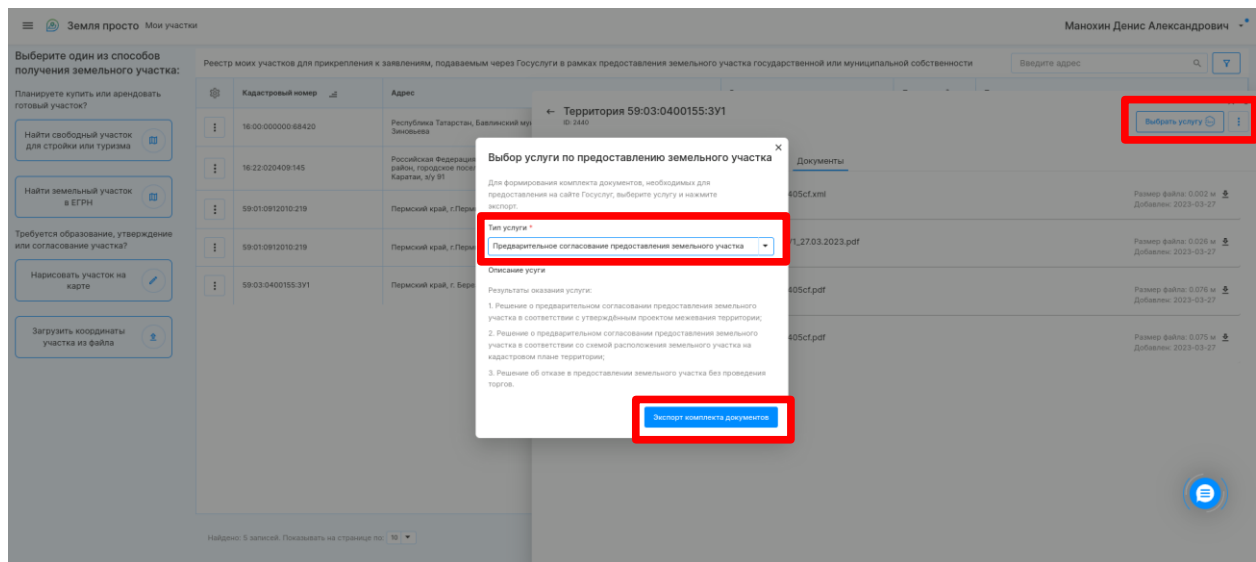 Земля просто Мои участки
Манохин Денис Александрович
Выберите один из способов
получения земельного участка:
Планируете купить или арендовать
готовый участок?
Найти свободный участок
для стройки или туризма
Найти земельный участок
в ЕГРН
Требуется образование, утверждение
или согласование участка?
Нарисовать участок на
карте
Загрузить координаты
участка из файла
Реестр моих участков для прикрепления к заявлениям, подаваемым через Госуслуги в рамках предоставления земельного участка государственной или муниципальной собственности
Введите адрес
Кадастровый номер
Адрес
16:00:000000:68420
Республика Татарстан, Бавлинский мун
Зиновьева
16:22:020409:145
Российская Федерация
район, городское посел
Каратаи, з/у 91
59:01:0912010:219
Пермский край, г.Перм
59:01:0912010:219
Пермский край, г.Перм
59:03:0400155:ЗУ1
Пермский край, г. Бере
Найдено: 5 записей. Показывать на странице по: 10
← Территория 59:03:0400155:ЗУ1
ID: 3440
Выбрать услугу
Документы
405cf.xml
Размер файла: 0.002 м
Добавлен: 2023-03-27
У1_27.03.2023.pdf
Размер файла: 0.026 м
Добавлен: 2023-03-27
405cf.pdf
Размер файла: 0.076 м
Добавлен: 2023-03-27
405cf.pdf
Размер файла: 0.075 м
Добавлен: 2023-03-27
Выбор услуги по предоставлению земельного участка
Для формирования комплекта документов, необходимых для
предоставления на сайте Госуслуг, выберите услугу и нажмите
экспорт.
Тип услуги *
Предварительное согласование предоставления земельного участка
Описание усуги
Результаты оказания услуги:
1. Решение о предварительном согласовании предоставления земельного
участка в соответствии с утверждённым проектом межевания территории;
2. Решение о предварительном согласовании предоставления земельного
участка в соответствии со схемой расположения земельного участка на
кадастровом плане территории;
3. Решение об отказе в предоставлении земельного участка без проведения
торгов.
Экспорт комплекта документов